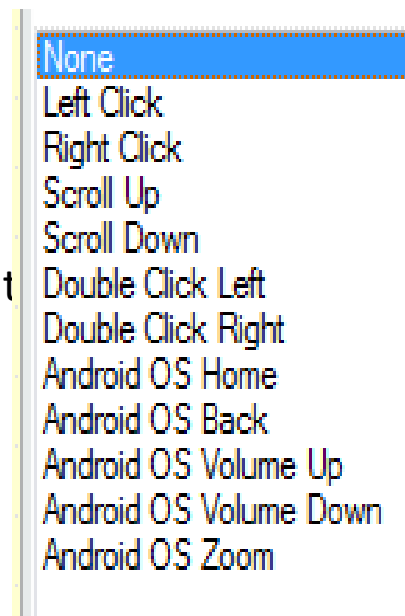 None
Left Click
Right Click
Scroll Up
Scroll Down
t
Double Click Left
Double Click Right
Android OS Home
Android OS Back
Android OS Volume Up
Android OS Volume Down
Android OS Zoom